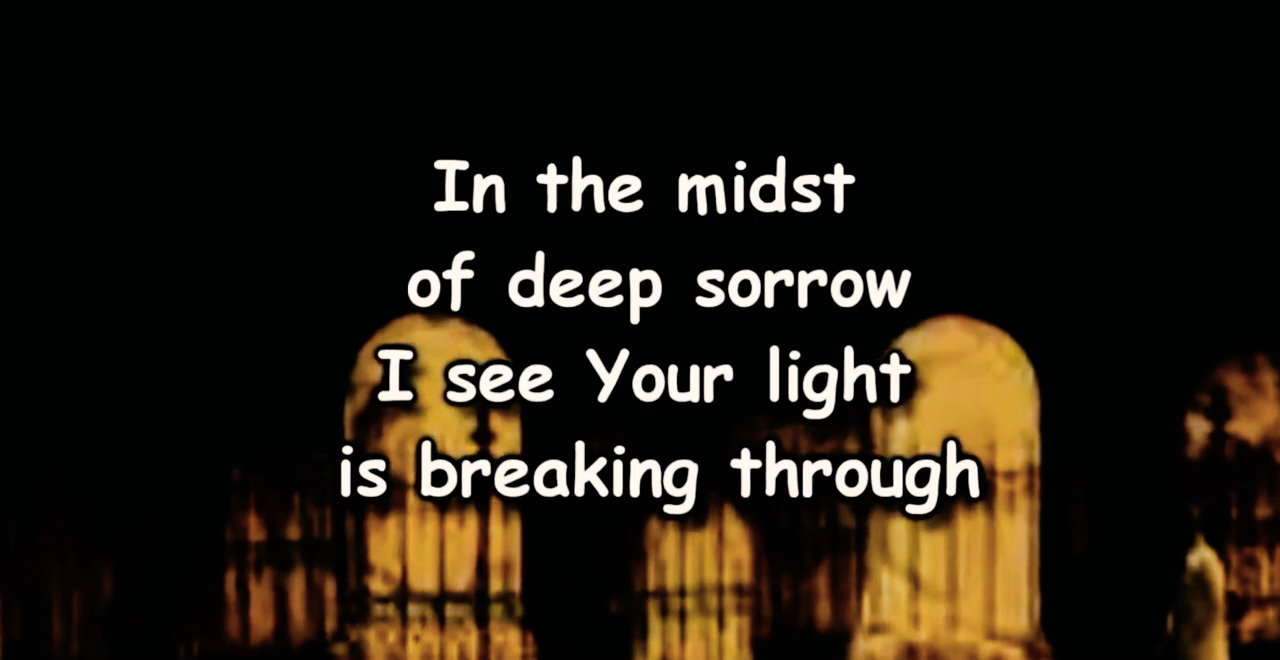 In the midst
of deep sorrow
I see Your light
is breaking through